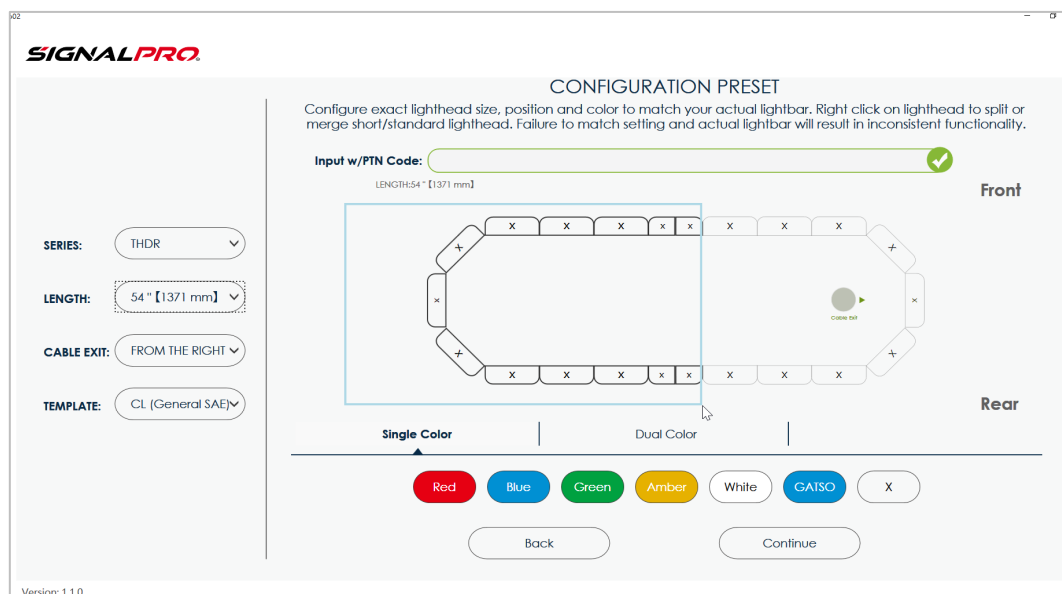 SIGNALPRO
CONFIGURATION PRESET
Configure exact lighthead size, position and color to match your actual lightbar. Right click on lighthead to split or
merge short/standard lighthead. Failure to match setting and actual lightbar will result in inconsistent functionality.
Input w/PTN Code:
LENGTH:54 "【1371 mm】
Front
X X X X X X X X
X X
X X
Cable Exit
X X
X X X X X X X X
Rear
SERIES: THDR
LENGTH: 54 "【1371 mm】
CABLE EXIT: FROM THE RIGHT
TEMPLATE: CL (General SAE)
Single Color Dual Color
Red Blue Green Amber White GATSO X
Back Continue
Version: 1.1.0